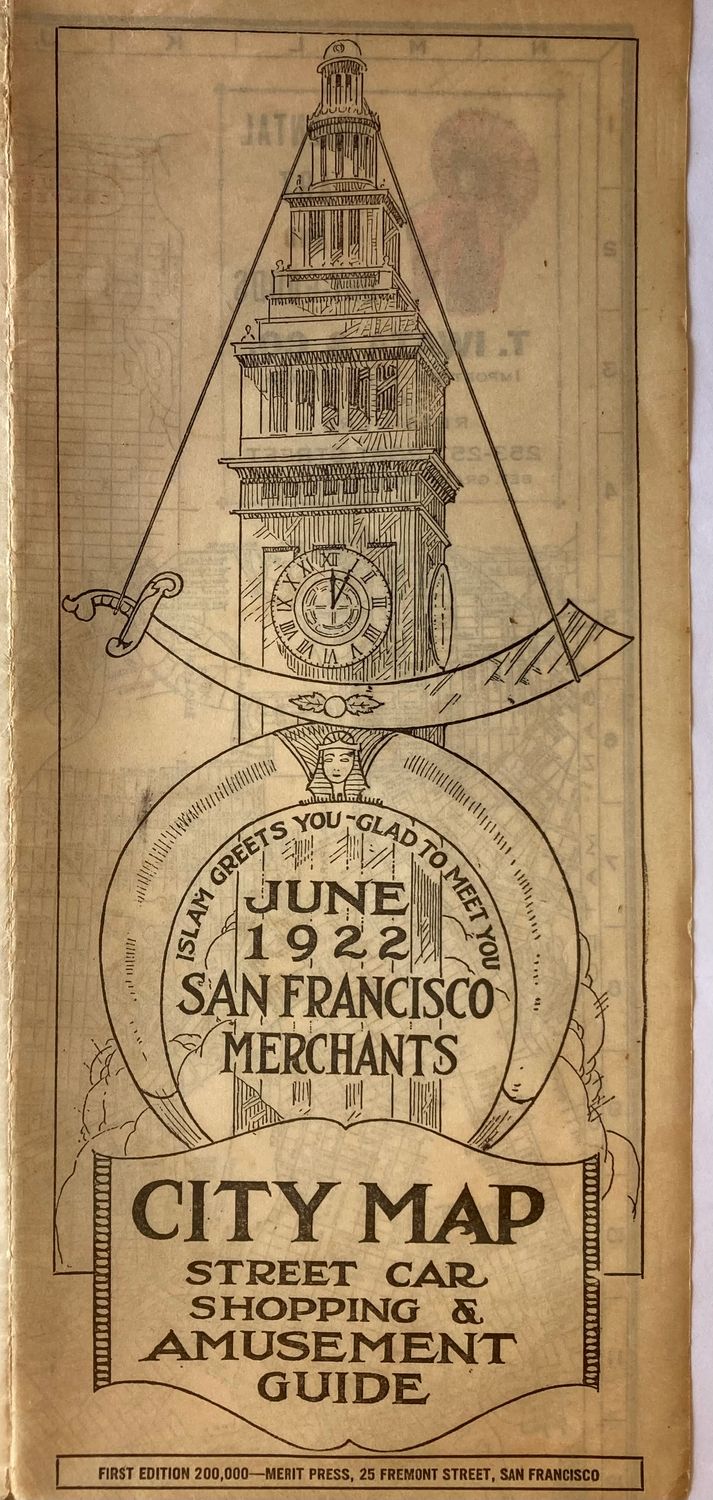 ISLAM GREETS YOU-GLAD TO MEET YOU
JUNE
1922
SAN FRANCISCO
MERCHANTS
CITY MAP
STREET CAR
SHOPPING &
AMUSEMENT
GUIDE
FIRST EDITION 200,000—MERIT PRESS, 25 FREMONT STREET, SAN FRANCISCO